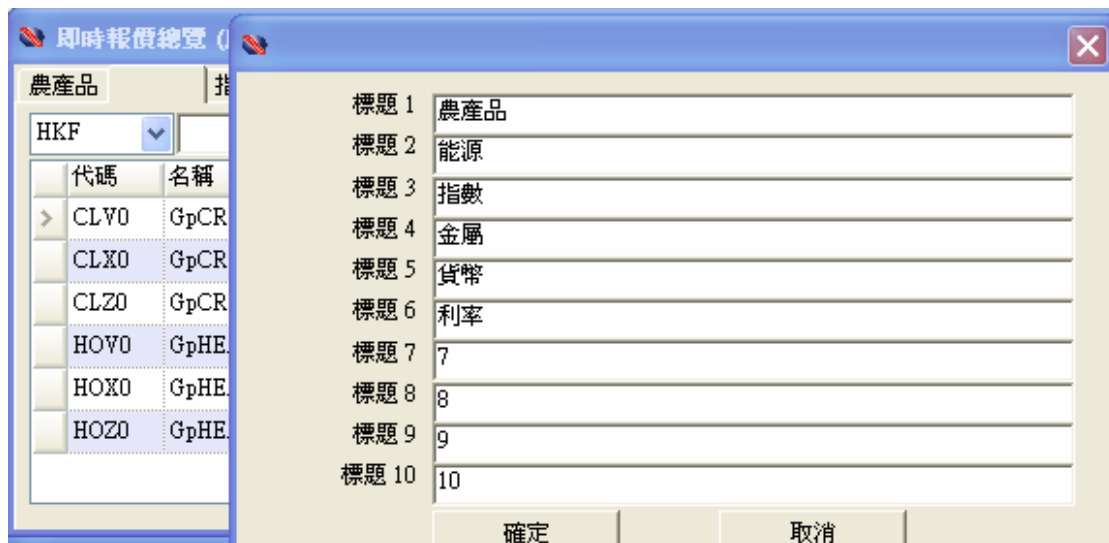 即時報價總覽 (
農產品
HKF
代碼 名稱
CLV0 GpCR
CLX0 GpCR
CLZ0 GpCR
HOV0 GpHE
HOX0 GpHE
HOZ0 GpHE
標題 1 農產品
標題 2 能源
標題 3 指數
標題 4 金屬
標題 5 貨幣
標題 6 利率
標題 7 7
標題 8 8
標題 9 9
標題 10 10
確定 取消